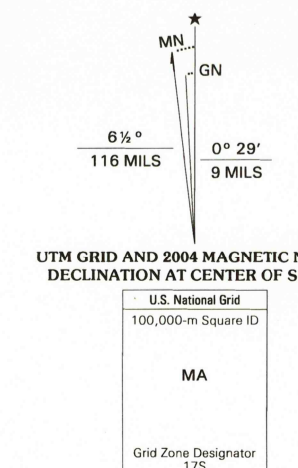 MN
GN
6½ °
116 MILS
0° 29′
9 MILS
UTM GRID AND 2004 MAGNETIC
DECLINATION AT CENTER OF
U.S. National Grid
100,000-m Square ID
MA
Grid Zone Designator
17S